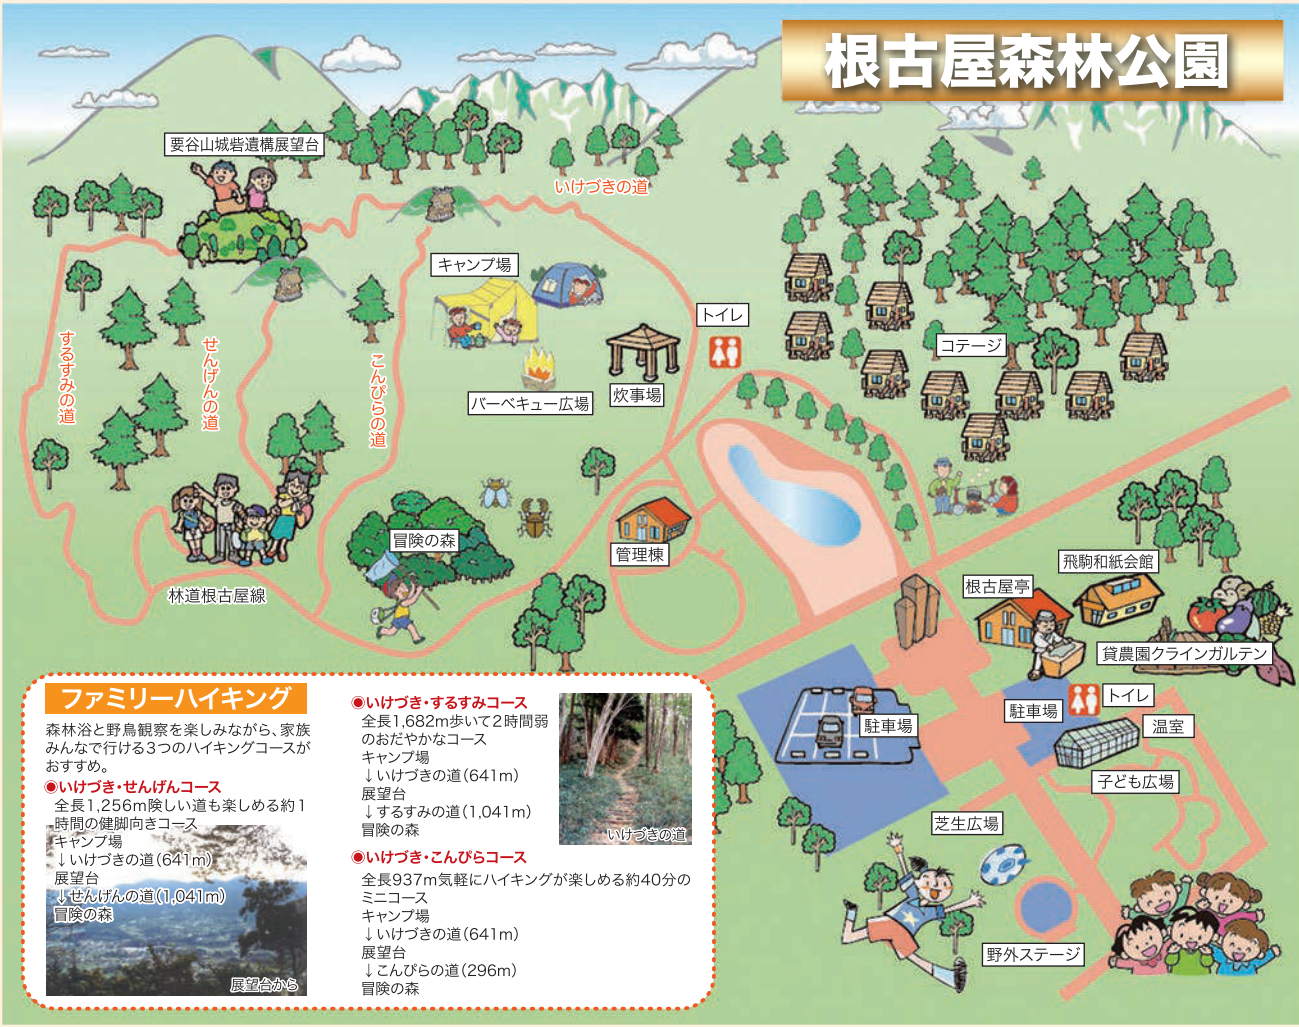 根古屋森林公園
要谷山城砦遺構展望台
いけづきの道
キャンプ場
トイレ
するすみの道
せんげんの道
こんぴらの道
コテージ
バーベキュー広場
炊事場
冒険の森
管理棟
林道根古屋線
飛駒和紙会館
根古屋亭
貸農園クラインガルテン
駐車場
トイレ
駐車場
温室
子ども広場
芝生広場
野外ステージ
ファミリーハイキング
森林浴と野鳥観察を楽しみながら、家族
みんなで行ける3つのハイキングコースが
おすすめ。
◉いけづき・せんげんコース
全長1,256m険しい道も楽しめる約1
時間の健脚向きコース
キャンプ場
↓いけづきの道(641m)
展望台
↓せんげんの道(1,041m)
冒険の森
展望台から
◉いけづき・するすみコース
全長1,682m歩いて2時間弱
のおだやかなコース
キャンプ場
↓いけづきの道(641m)
展望台
↓するすみの道(1,041m)
冒険の森
いけづきの道
◉いけづき・こんぴらコース
全長937m気軽にハイキングが楽しめる約40分の
ミニコース
キャンプ場
↓いけづきの道(641m)
展望台
↓こんぴらの道(296m)
冒険の森